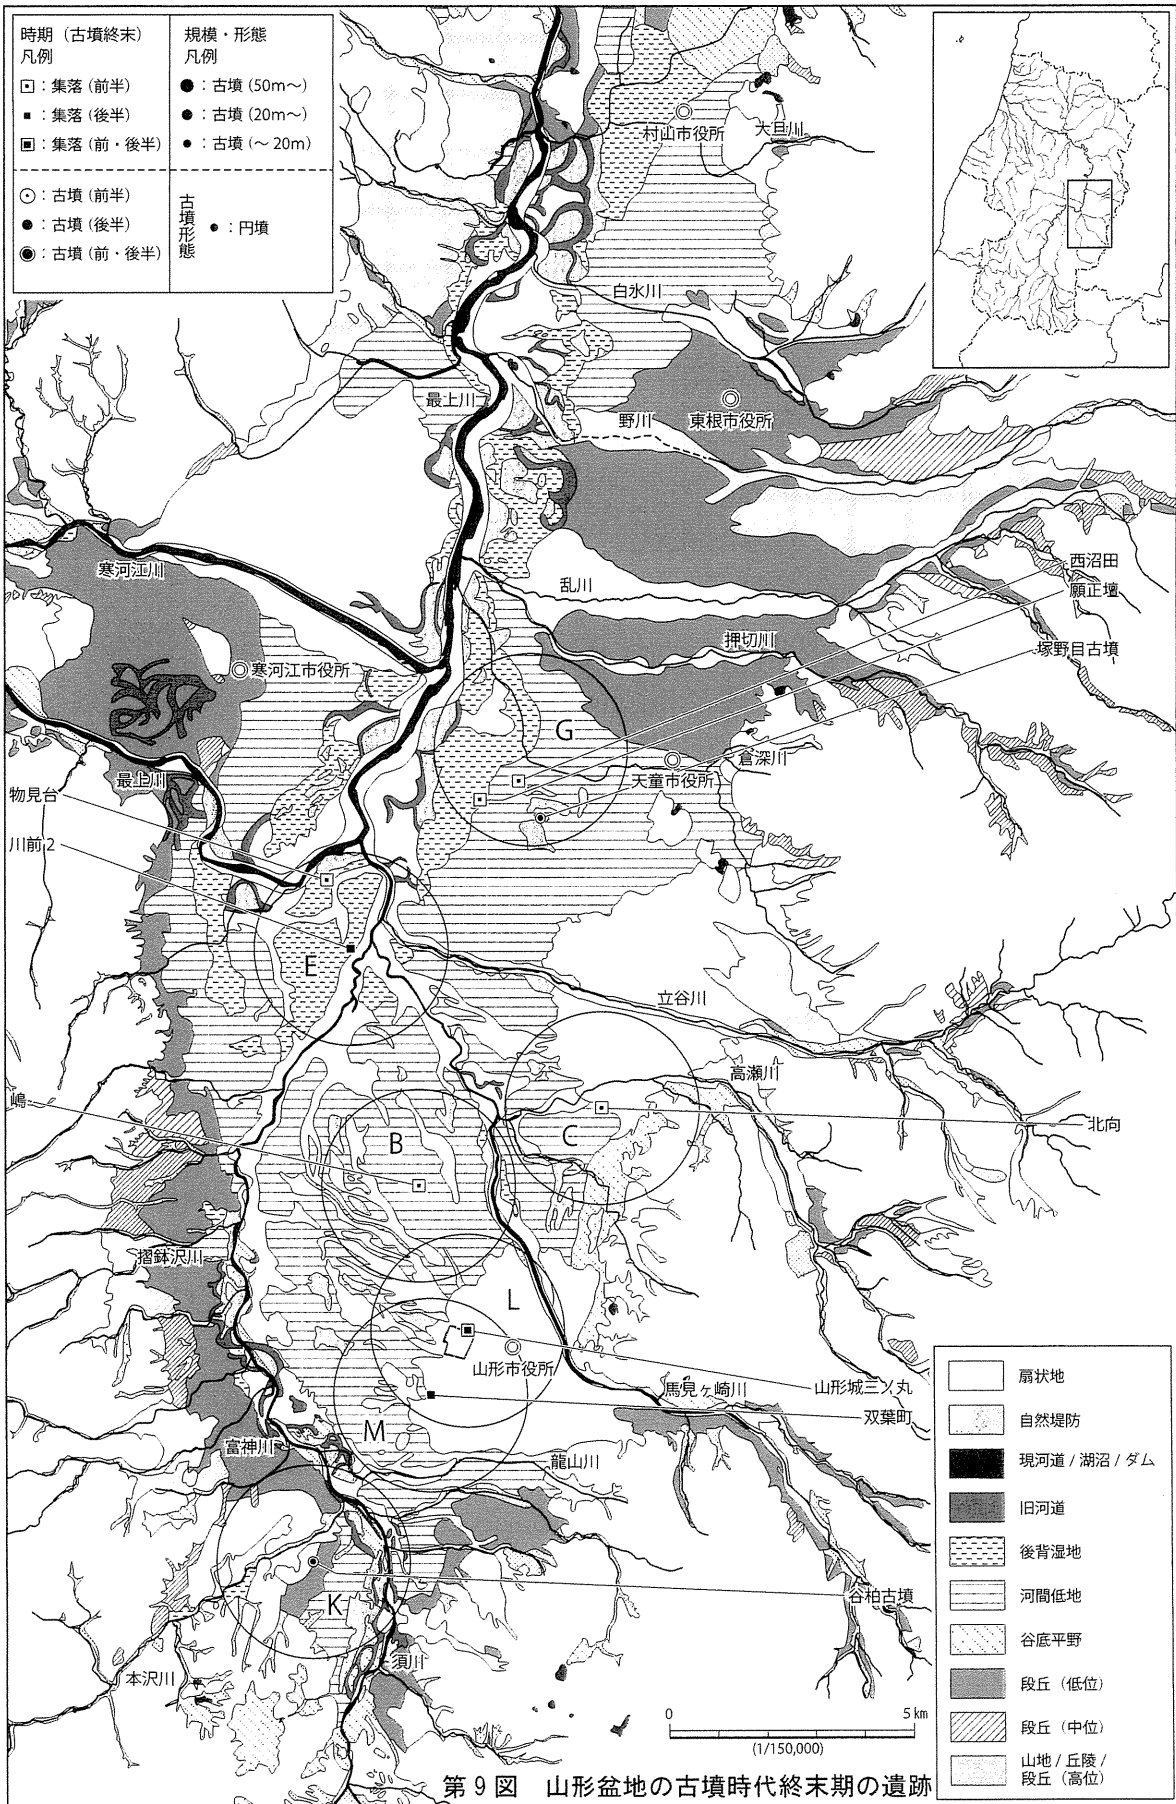 時期（古墳終末）
凡例
：集落（前半）
：集落（後半）
：集落（前・後半）
：古墳（前半）
：古墳（後半）
：古墳（前・後半）
規模・形態
凡例
：古墳（50m～）
：古墳（20m～）
：古墳（～20m）
古墳形態
：円墳
村山市役所
大旦川
白水川
最上川
野川
東根市役所
寒河江川
乱川
西沼田
願正壇
押切川
塚野目古墳
寒河江市役所
G
倉深川
天童市役所
最上川
物見台
川前2
E
立谷川
高瀬川
嶋
B
C
北向
摺鉢沢川
L
山形市役所
馬見ヶ崎川
山形城三ノ丸
双葉町
M
富神川
龍山川
K
谷柏古墳
本沢川
須川
扇状地
自然堤防
現河道 / 湖沼 / ダム
旧河道
後背湿地
河間低地
谷底平野
段丘（低位）
段丘（中位）
山地 / 丘陵 /
段丘（高位）
0
5 km
(1/150,000)
第9図　山形盆地の古墳時代終末期の遺跡